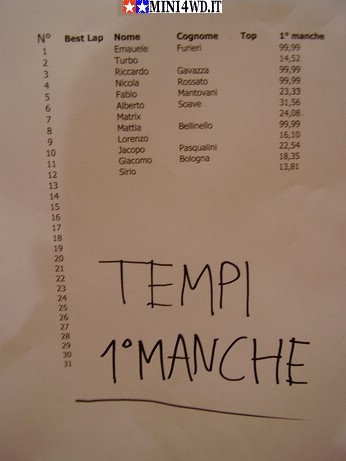 MINI4WD.IT
N° Best Lap Nome Cognome Top 1° manche
1 Emauele Furieri 99,99
2 Turbo 14,52
3 Riccardo Gavazza 99,99
4 Nicola Rossato 99,99
5 Fabio Mantovani 23,33
6 Alberto Soave 31,56
7 Matrix 24,08
8 Mattia Bellinello 99,99
9 Lorenzo 16,10
10 Jacopo Pasqualini 22,54
11 Giacomo Bologna 18,35
12 Sirio 13,81
13
14
15
16
17
18
19
20
21
22
23
24
25
26
27
28
29
30
31
TEMPI
1° MANCHE